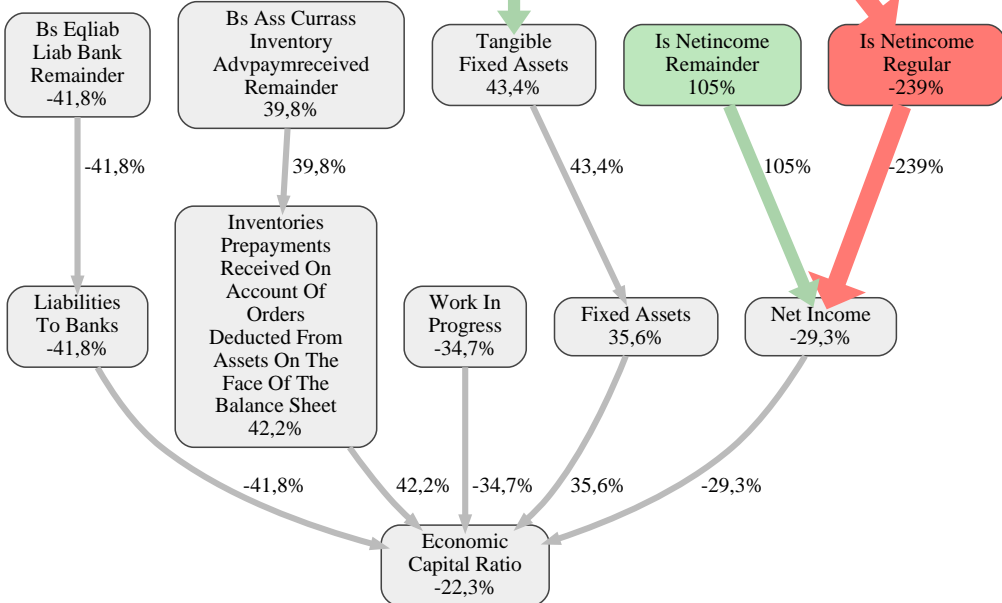 Bs Eqliab
Liab Bank
Remainder
-41,8%
Bs Ass Currass
Inventory
Advpaymreceived
Remainder
39,8%
Tangible
Fixed Assets
43,4%
Is Netincome
Remainder
105%
Is Netincome
Regular
-239%
-41,8%
39,8%
43,4%
105%
-239%
Liabilities
To Banks
-41,8%
Inventories
Prepayments
Received On
Account Of
Orders
Deducted From
Assets On The
Face Of The
Balance Sheet
42,2%
Work In
Progress
-34,7%
Fixed Assets
35,6%
Net Income
-29,3%
-41,8%
42,2%
-34,7%
35,6%
-29,3%
Economic
Capital Ratio
-22,3%